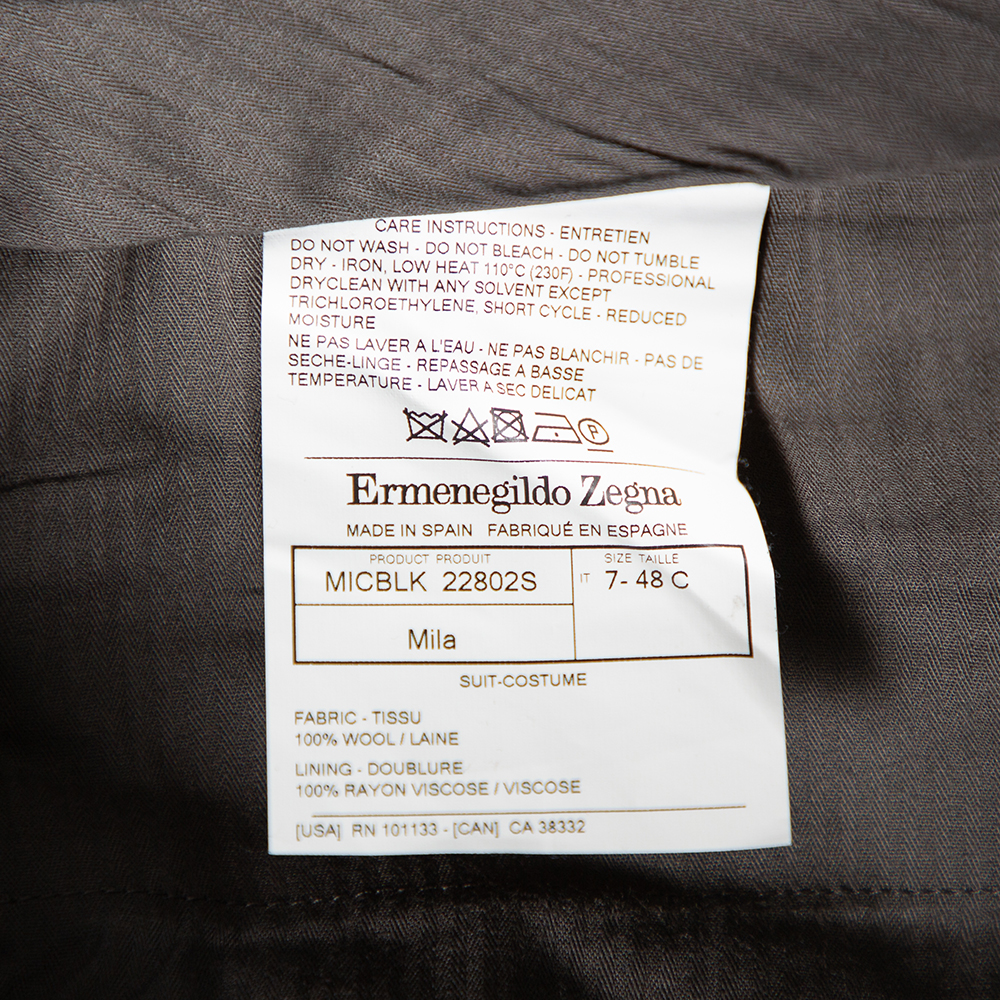 CARE INSTRUCTIONS - ENTRETIEN
DO NOT WASH - DO NOT BLEACH - DO NOT TUMBLE
DRY - IRON, LOW HEAT 110°C (230F) - PROFESSIONAL
DRYCLEAN WITH ANY SOLVENT EXCEPT
TRICHLOROETHYLENE, SHORT CYCLE - REDUCED
MOISTURE
NE PAS LAVER A L'EAU - NE PAS BLANCHIR - PAS DE
SECHE-LINGE - REPASSAGE A BASSE
TEMPERATURE - LAVER A SEC DELICAT
P
Ermenegildo Zegna
MADE IN SPAIN FABRIQUÉ EN ESPAGNE
PRODUCT PRODUIT
MICBLK 22802S
SIZE TAILLE
IT 7- 48 C
Mila
SUIT-COSTUME
FABRIC - TISSU
100% WOOL / LAINE
LINING - DOUBLURE
100% RAYON VISCOSE / VISCOSE
[USA] RN 101133 - [CAN] CA 38332